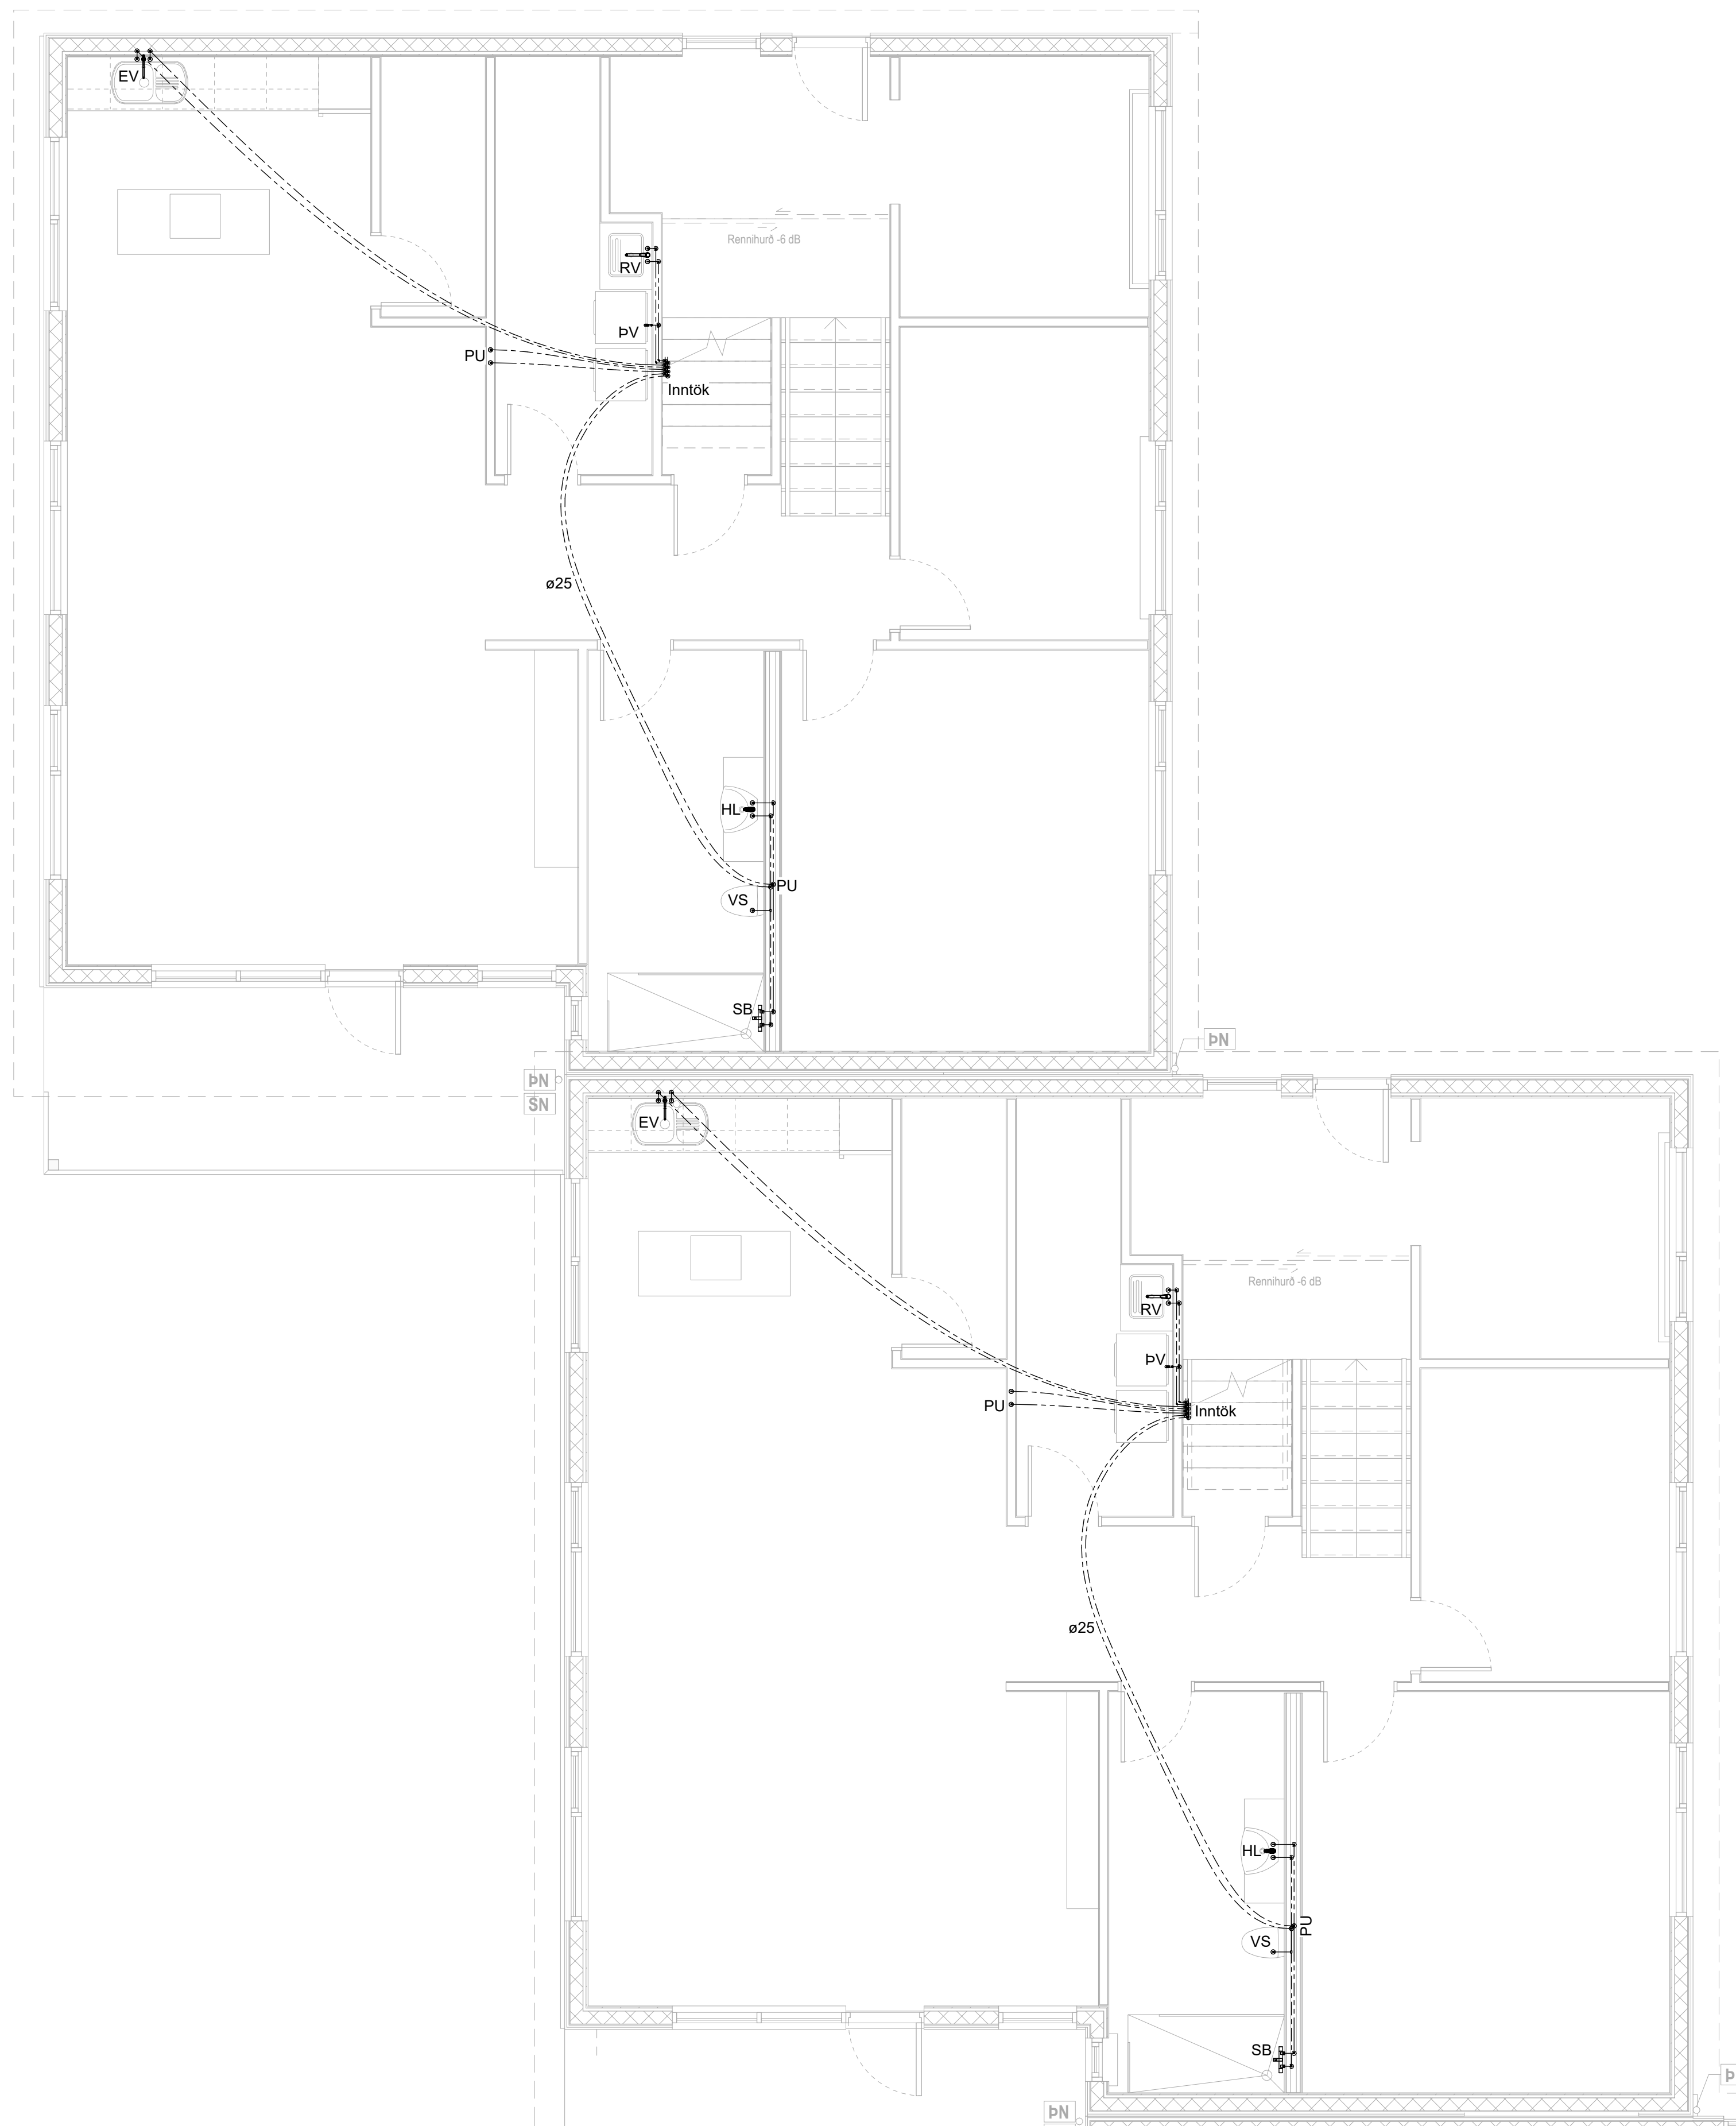 EV
Rennihurð -6 dB
RV
ÞV
PU
Inntök
ø25
HL
PU
VS
SB
ÞN
ÞN
SN
EV
Rennihurð -6 dB
RV
ÞV
PU
Inntök
ø25
HL
PU
VS
SB
ÞN